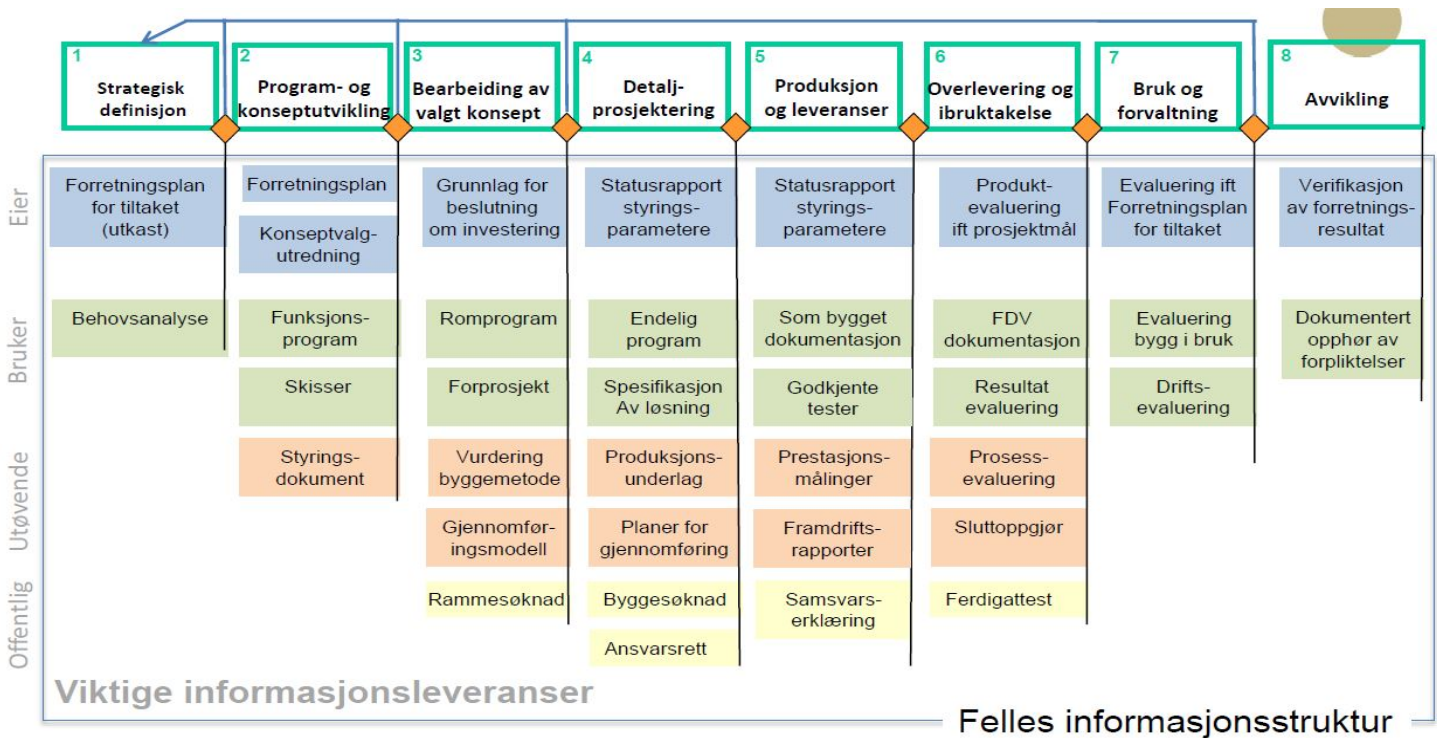 1
Strategisk
definisjon
2
Program- og
konseptutvikling
3
Bearbeiding av
valgt konsept
4
Detalj-
prosjektering
5
Produksjon
og leveranser
6
Overlevering og
ibruktakelse
7
Bruk og
forvaltning
8
Avvikling
Eier
Forretningsplan
for tiltaket
(utkast)
Forretningsplan
Konseptvalg-
utredning
Grunnlag for
beslutning
om investering
Statusrapport
styrings-
parametere
Statusrapport
styrings-
parametere
Produkt-
evaluering
ift prosjektmål
Evaluering ift
Forretningsplan
for tiltaket
Verifikasjon
av forretnings-
resultat
Bruker
Behovsanalyse
Funksjons-
program
Romprogram
Endelig
program
Som bygget
dokumentasjon
FDV
dokumentasjon
Evaluering
bygg i bruk
Dokumentert
opphør av
forpliktelser
Skisser
Forprosjekt
Spesifikasjon
Av løsning
Godkjente
tester
Resultat
evaluering
Drifts-
evaluering
Utøvende
Styrings-
dokument
Vurdering
byggemetode
Produksjons-
underlag
Prestasjons-
målinger
Prosess-
evaluering
Gjennomfør-
ingsmodell
Planer for
gjennomføring
Framdrifts-
rapporter
Sluttoppgjør
Offentlig
Rammesøknad
Byggesøknad
Samsvars-
erklæring
Ferdigattest
Ansvarsrett
Viktige informasjonsleveranser
Felles informasjonsstruktur